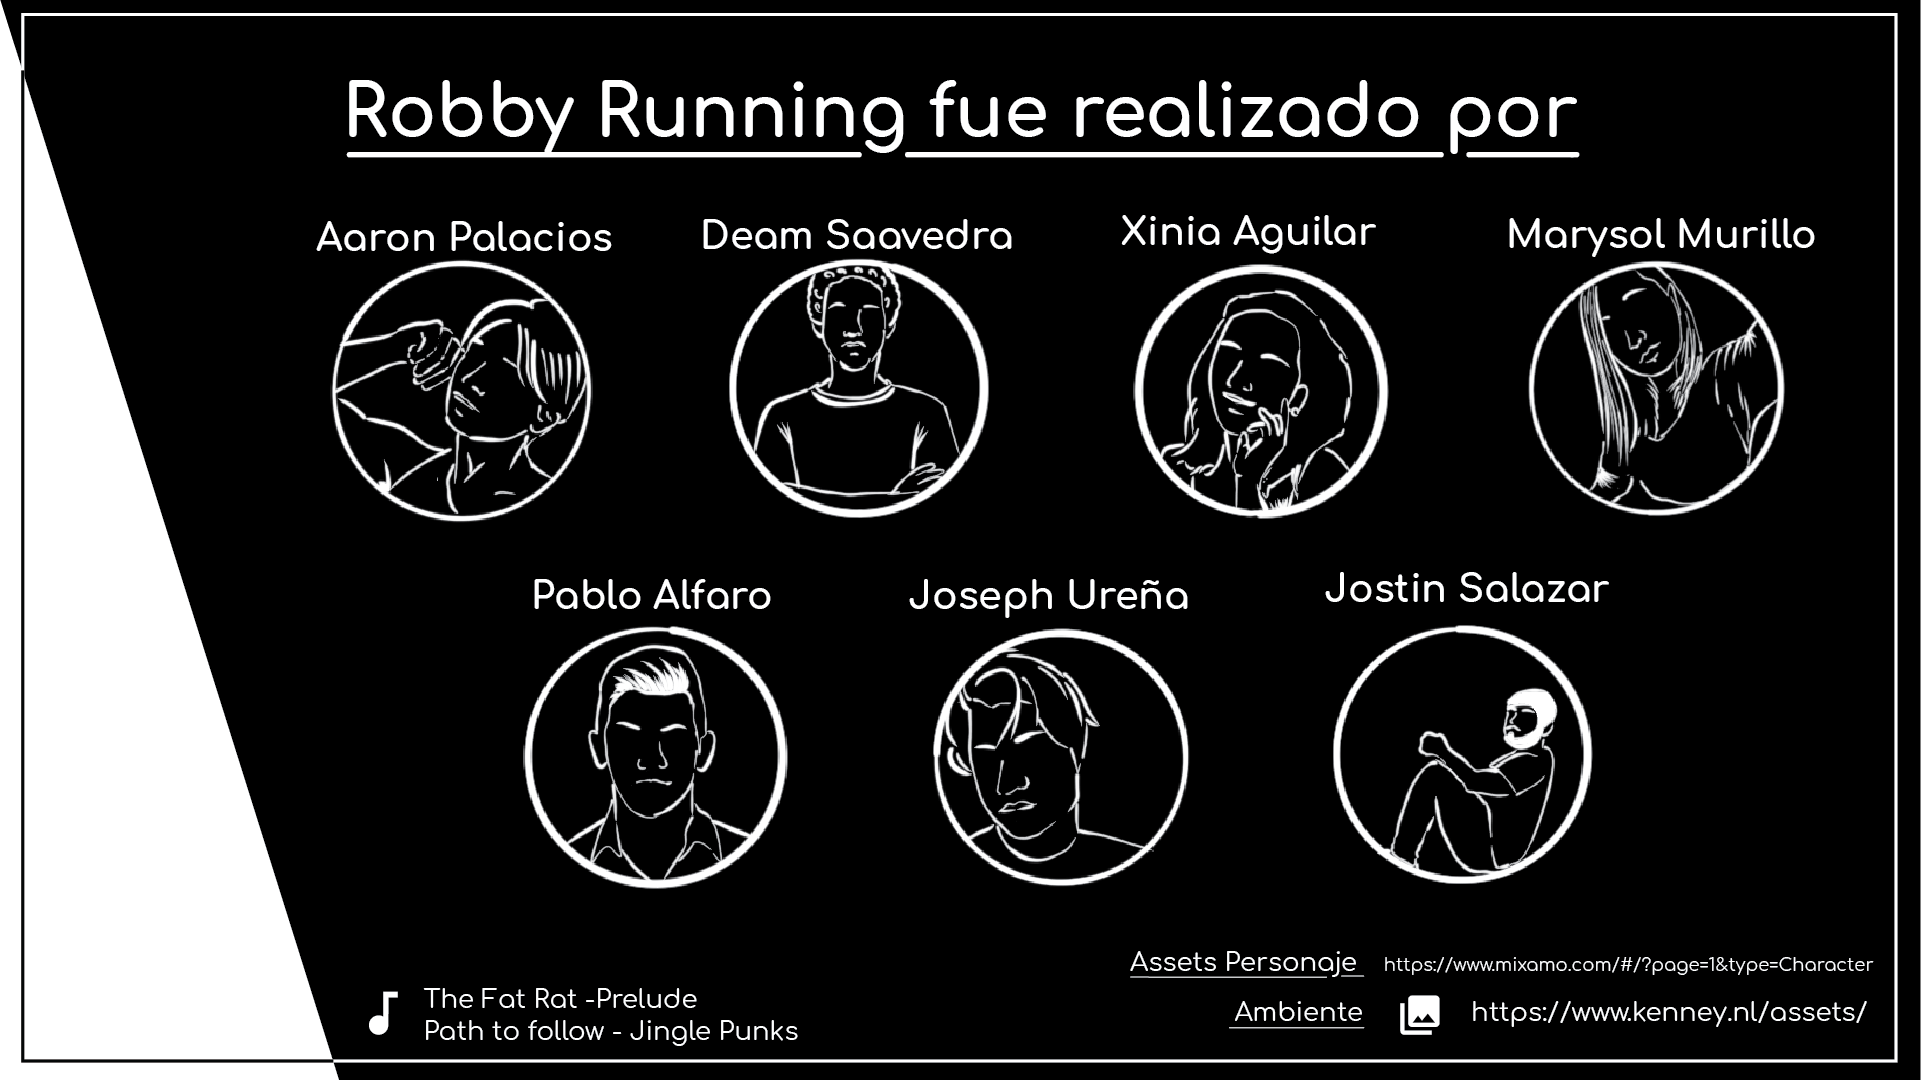 Robby Running fue realizado por
Aaron Palacios
Deam Saavedra
Xinia Aguilar
Marysol Murillo
Pablo Alfaro
Joseph Ureña
Jostin Salazar
The Fat Rat -Prelude
Path to follow - Jingle Punks
Assets Personaje https://www.mixamo.com/#/?page=1&type=Character
Ambiente https://www.kenney.nl/assets/